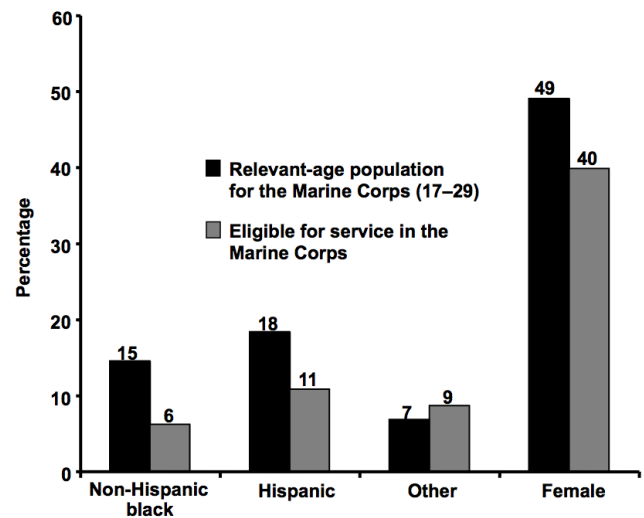 60
50
40
30
20
10
0
Percentage
Relevant-age population
for the Marine Corps (17–29)
Eligible for service in the
Marine Corps
15
6
18
11
7
9
49
40
Non-Hispanic
black
Hispanic
Other
Female